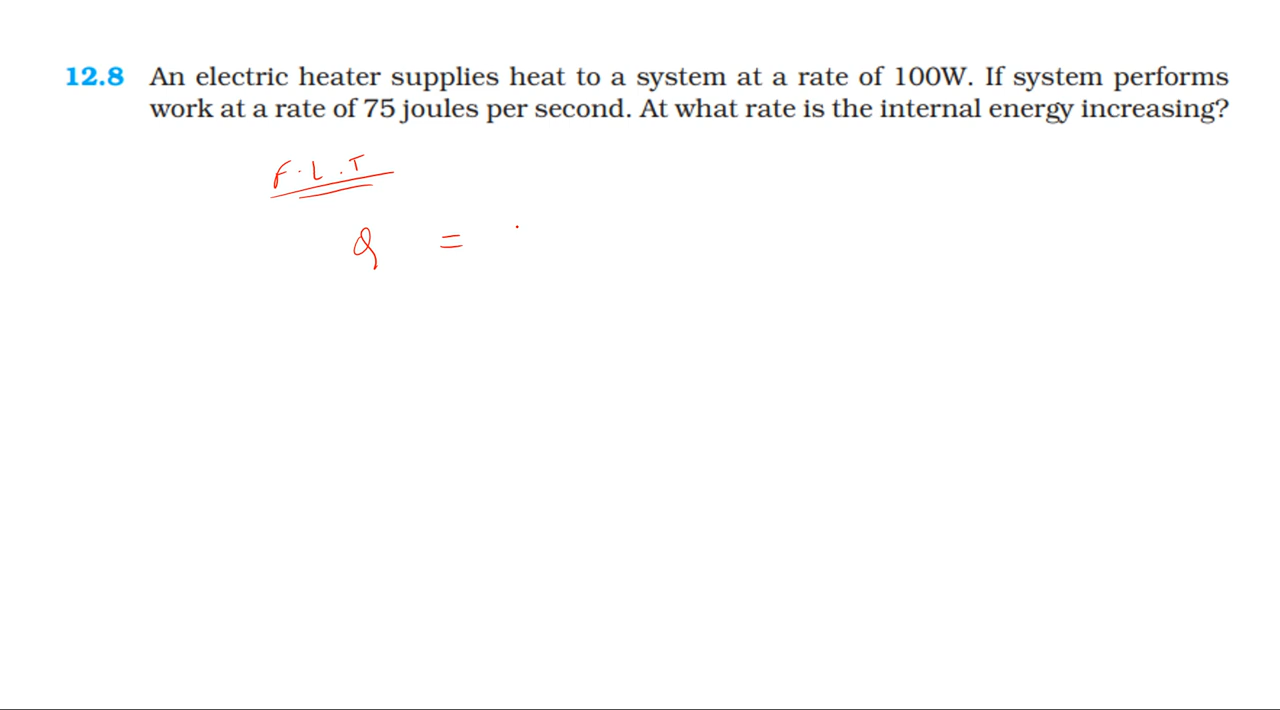 12.8 An electric heater supplies heat to a system at a rate of 100W. If system performs
work at a rate of 75 joules per second. At what rate is the internal energy increasing?
F.L.T
Q =